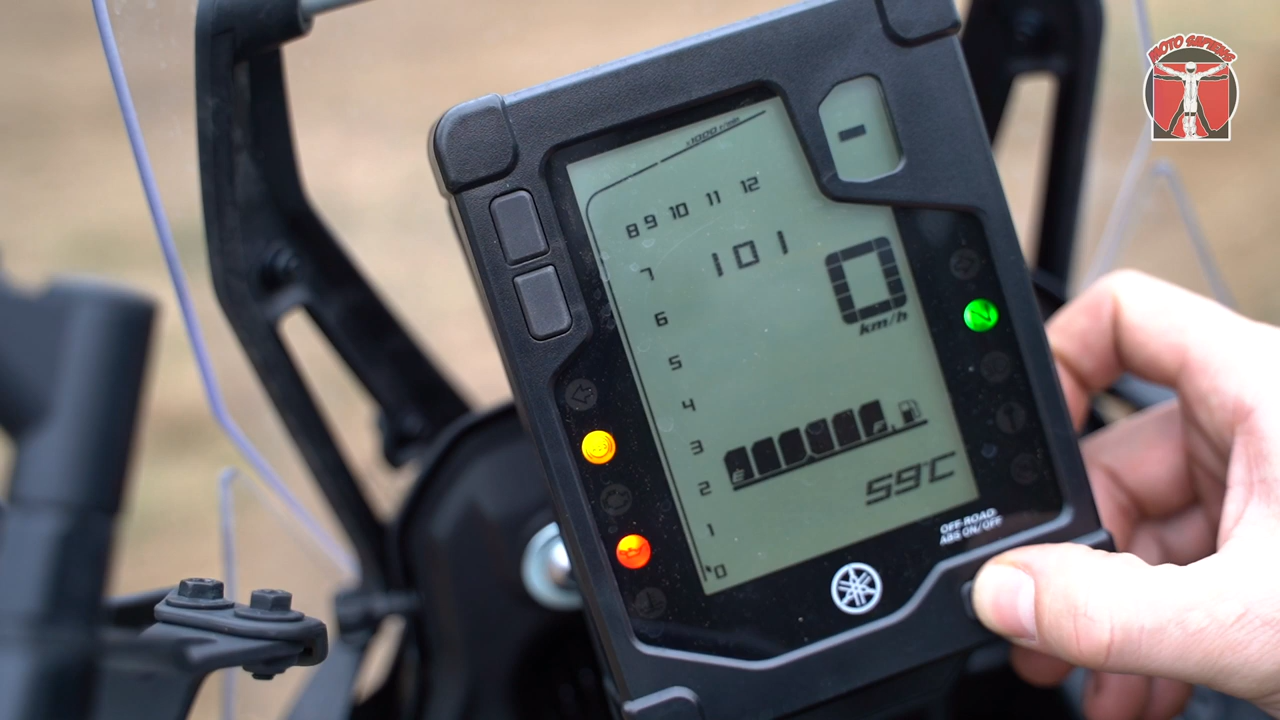 MOTO SAPIENS
x1000 r/min
-
8 9 10 11 12
7
101
0
km/h
6
5
4
3
2
1
0
E
N
59°C
OFF-ROAD
ABS ON/OFF